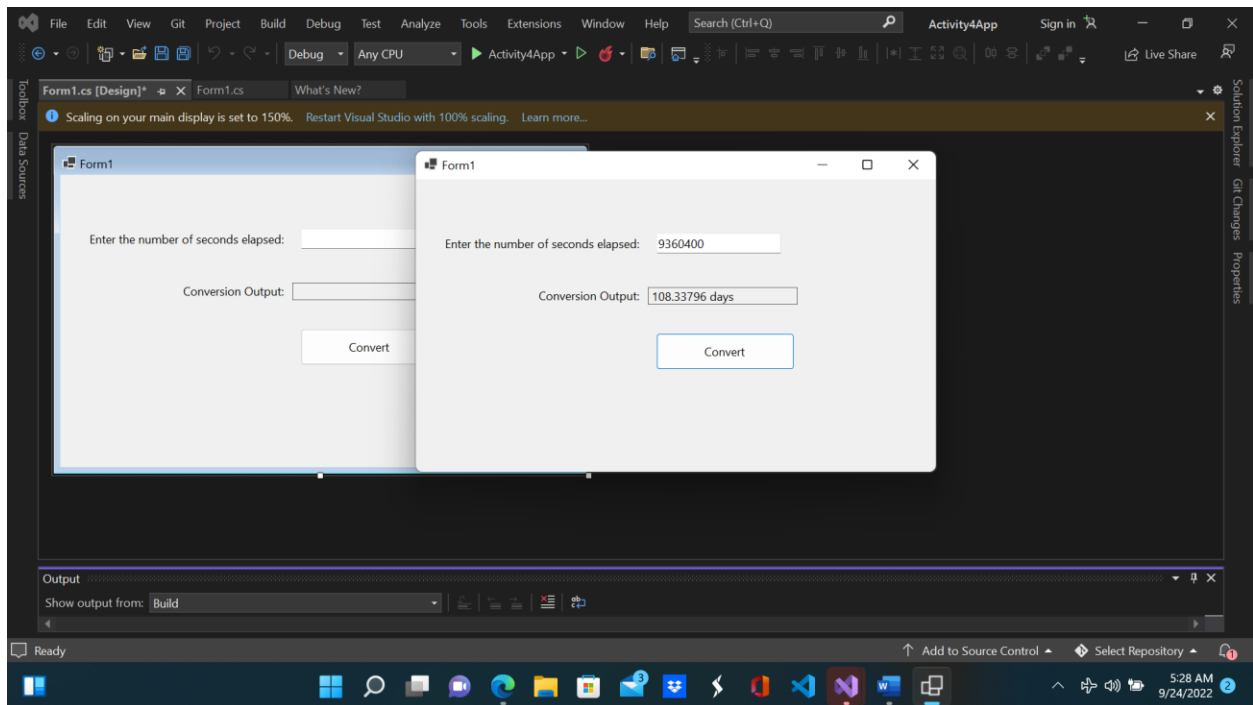 File Edit View Git Project Build Debug Test Analyze Tools Extensions Window Help Search (Ctrl+Q) Activity4App Sign in
Debug Any CPU Activity4App Live Share
Form1.cs [Design]* Form1.cs What's New?
Scaling on your main display is set to 150%. Restart Visual Studio with 100% scaling. Learn more...
Toolbox
Data Sources
Form1
Enter the number of seconds elapsed:
Conversion Output:
Convert
Form1
Enter the number of seconds elapsed: 9360400
Conversion Output: 108.33796 days
Convert
Solution Explorer
Git Changes
Properties
Output
Show output from: Build
Ready Add to Source Control Select Repository 1
3
5:28 AM
9/24/2022
2